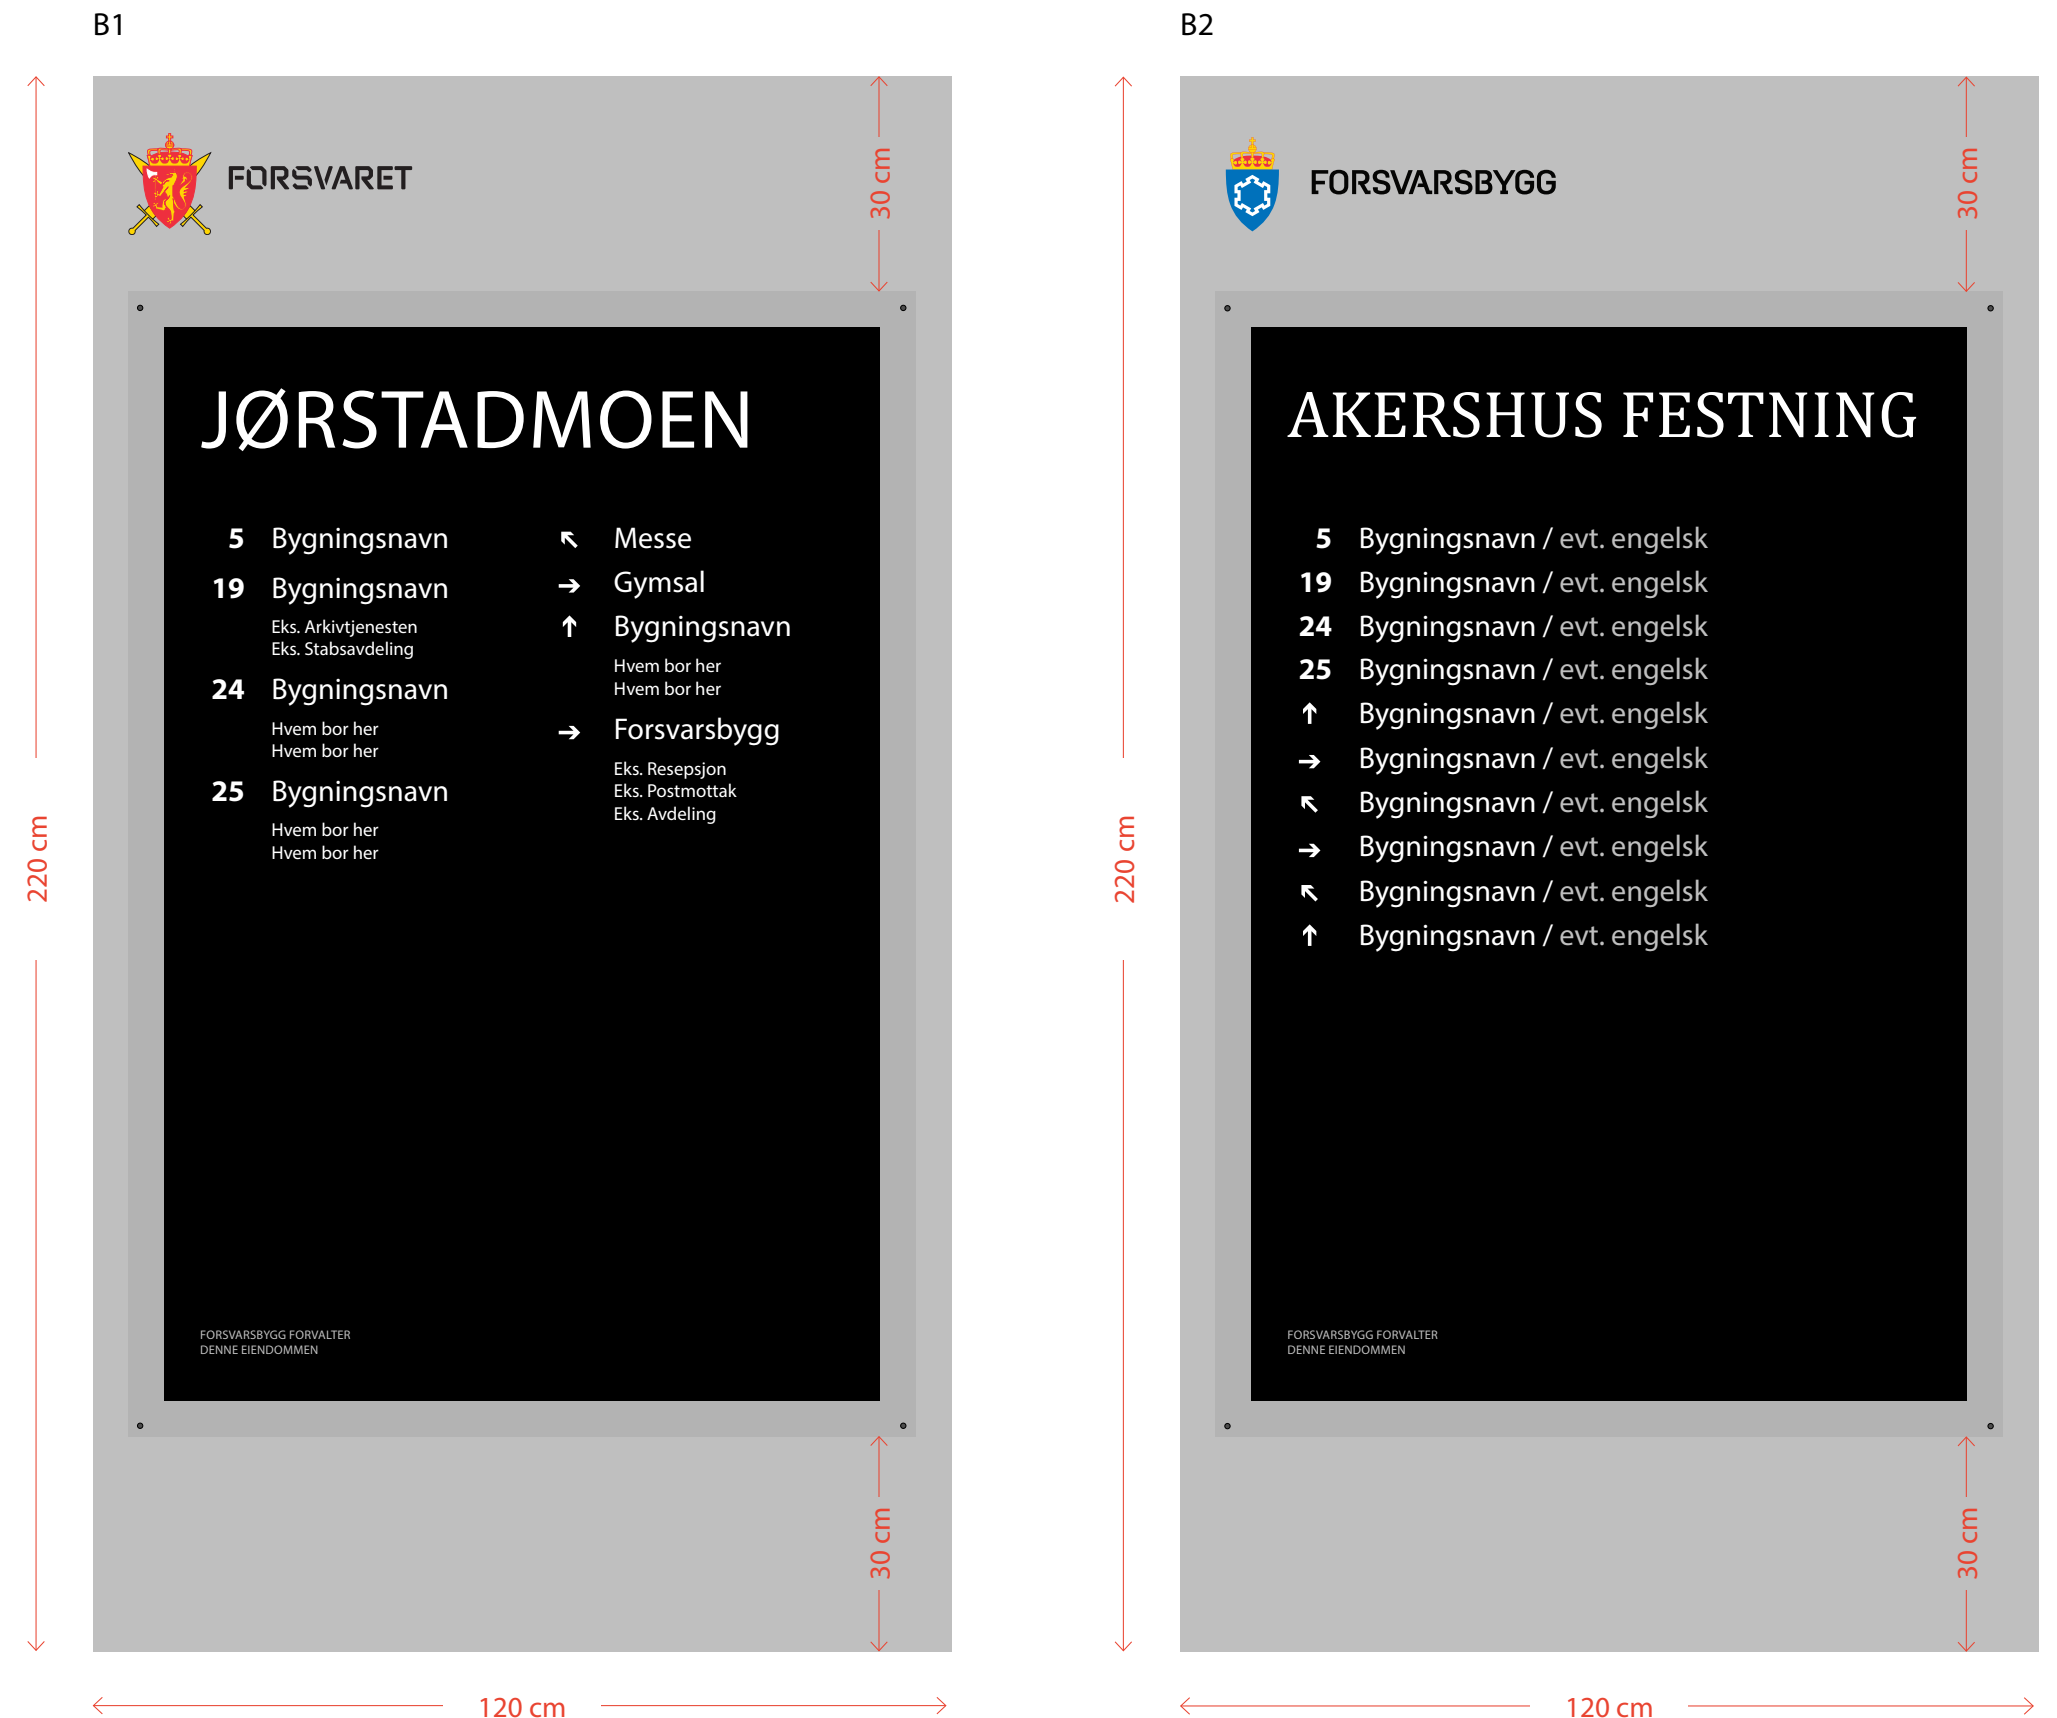 B1
FORSVARET
30 cm
JØRSTADMOEN
5 Bygningsnavn
19 Bygningsnavn
Eks. Arkivtjenesten
Eks. Stabsavdeling
24 Bygningsnavn
Hvem bor her
Hvem bor her
25 Bygningsnavn
Hvem bor her
Hvem bor her
↖ Messe
→ Gymsal
↑ Bygningsnavn
Hvem bor her
Hvem bor her
→ Forsvarsbygg
Eks. Resepsjon
Eks. Postmottak
Eks. Avdeling
220 cm
FORSVARSBYGG FORVALTER
DENNE EIENDOMMEN
30 cm
120 cm
B2
FORSVARSBYGG
30 cm
AKERSHUS FESTNING
5 Bygningsnavn / evt. engelsk
19 Bygningsnavn / evt. engelsk
24 Bygningsnavn / evt. engelsk
25 Bygningsnavn / evt. engelsk
↑ Bygningsnavn / evt. engelsk
→ Bygningsnavn / evt. engelsk
↖ Bygningsnavn / evt. engelsk
→ Bygningsnavn / evt. engelsk
↖ Bygningsnavn / evt. engelsk
↑ Bygningsnavn / evt. engelsk
220 cm
FORSVARSBYGG FORVALTER
DENNE EIENDOMMEN
30 cm
120 cm